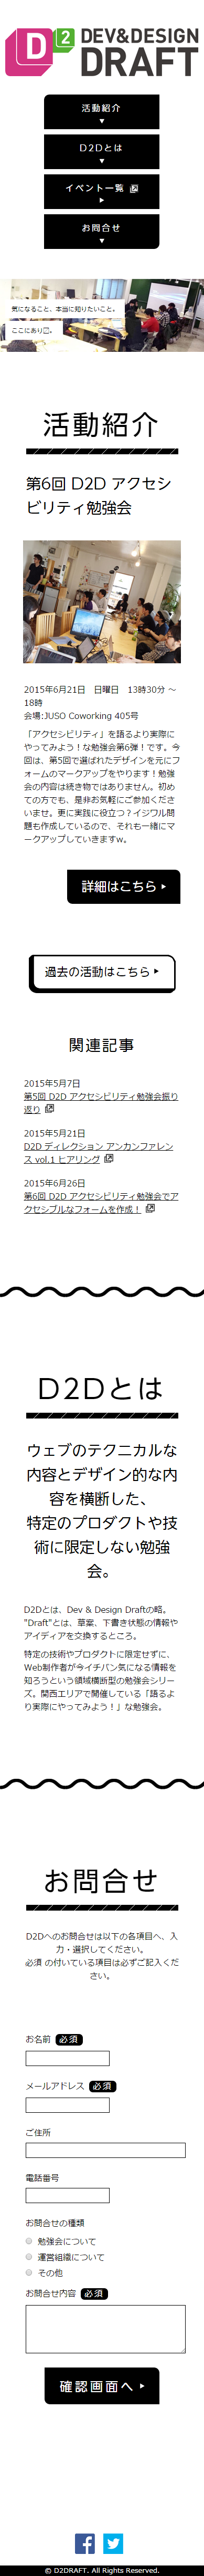 D2 DEV&DESIGN
DRAFT
活動紹介
▼
D2Dとは
▼
イベント一覧
▶
お問合せ
▼
気になること、本当に知りたいこと。
ここにあり〼。
活動紹介
第6回 D2D アクセシ
ビリティ勉強会
2015年6月21日　日曜日　13時30分 ～
18時
会場:JUSO Coworking 405号
「アクセシビリティ」を語るより実際に
やってみよう！な勉強会第6弾！です。今
回は、第5回で選ばれたデザインを元にフ
ォームのマークアップをやります！勉強
会の内容は続き物ではありません。初め
ての方でも、是非お気軽にご参加くださ
いませ。更に実践に役立つ？イジワル問
題も作成しているので、それも一緒にマ
ークアップしていきますw。
詳細はこちら ▶
過去の活動はこちら ▶
関連記事
2015年5月7日
第5回 D2D アクセシビリティ勉強会振り
返り
2015年5月21日
D2D ディレクション アンカンファレン
ス vol.1 ヒアリング
2015年6月26日
第6回 D2D アクセシビリティ勉強会でア
クセシブルなフォームを作成！
D2Dとは
ウェブのテクニカルな
内容とデザイン的な内
容を横断した、
特定のプロダクトや技
術に限定しない勉強
会。
D2Dとは、Dev & Design Draftの略。
"Draft"とは、草案、下書き状態の情報や
アイディアを交換するところ。
特定の技術やプロダクトに限定せずに、
Web制作者が今イチバン気になる情報を
知ろうという領域横断型の勉強会シリー
ズ。関西エリアで開催している「語るよ
り実際にやってみよう！」な勉強会。
お問合せ
D2Dへのお問合せは以下の各項目へ、入
力・選択してください。
必須 の付いている項目は必ずご記入くだ
さい。
お名前 必須
メールアドレス 必須
ご住所
電話番号
お問合せの種類
勉強会について
運営組織について
その他
お問合せ内容 必須
確認画面へ ▶
© D2DRAFT. All Rights Reserved.